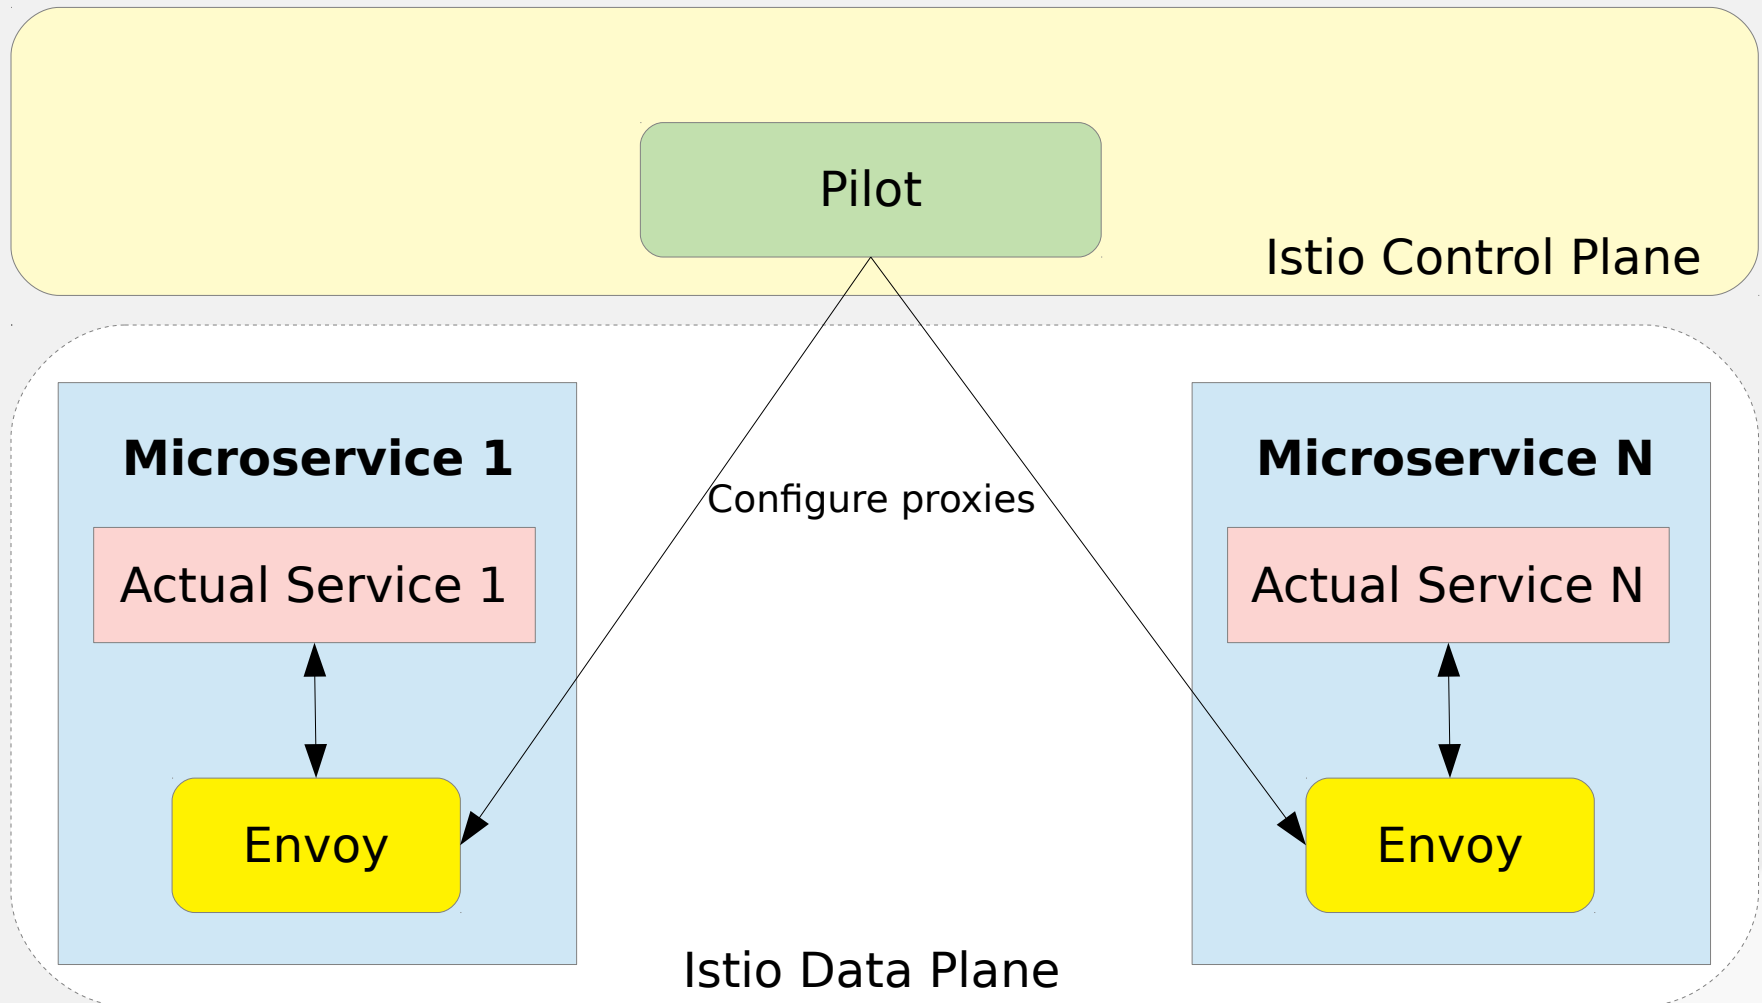 Pilot
Istio Control Plane
Microservice 1
Microservice N
Configure proxies
Actual Service 1
Actual Service N
Envoy
Envoy
Istio Data Plane